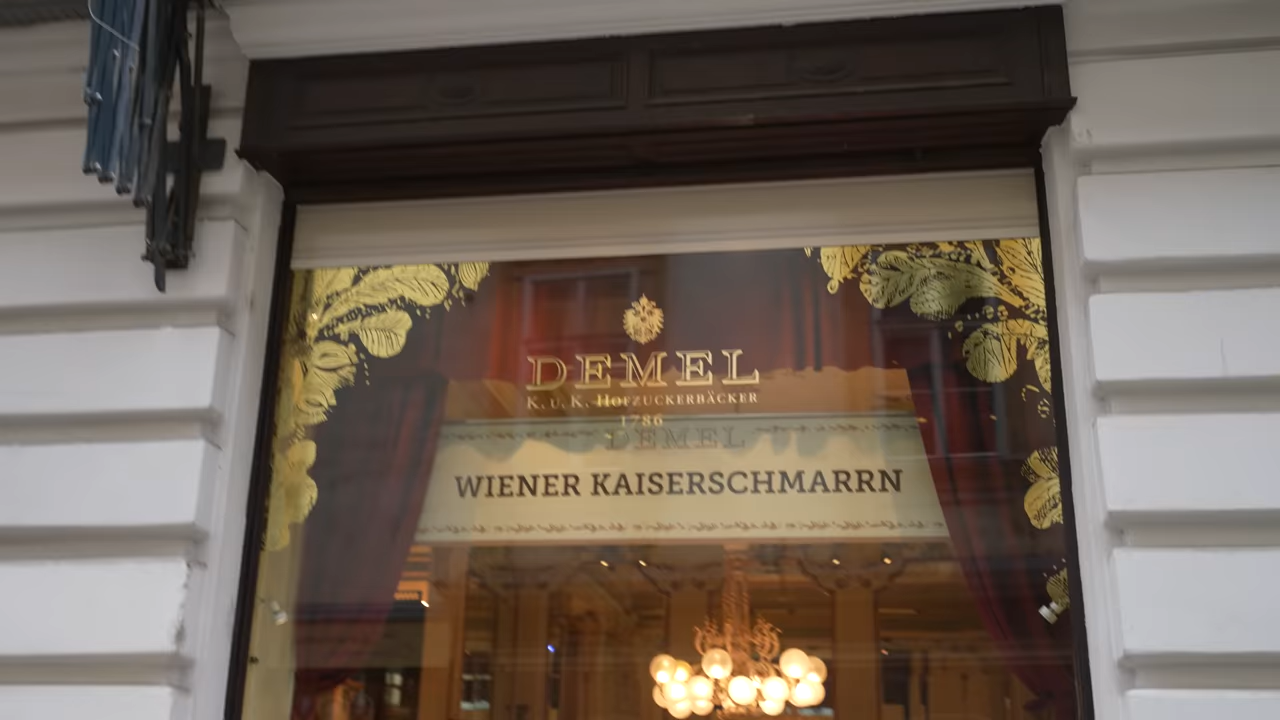 DEMEL
K. u. K. Hofzuckerbäcker
1786
DEMEL
WIENER KAISERSCHMARRN